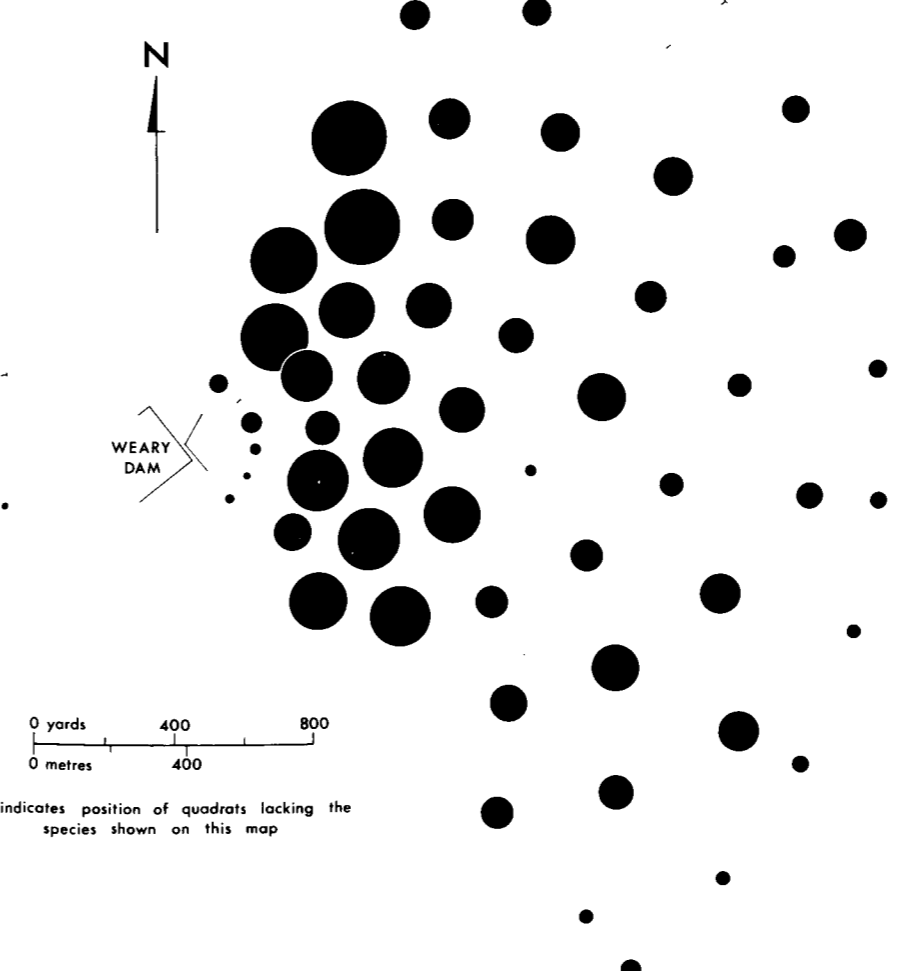 N
WEARY
DAM
0 yards 400 800
0 metres 400
indicates position of quadrats lacking the
species shown on this map